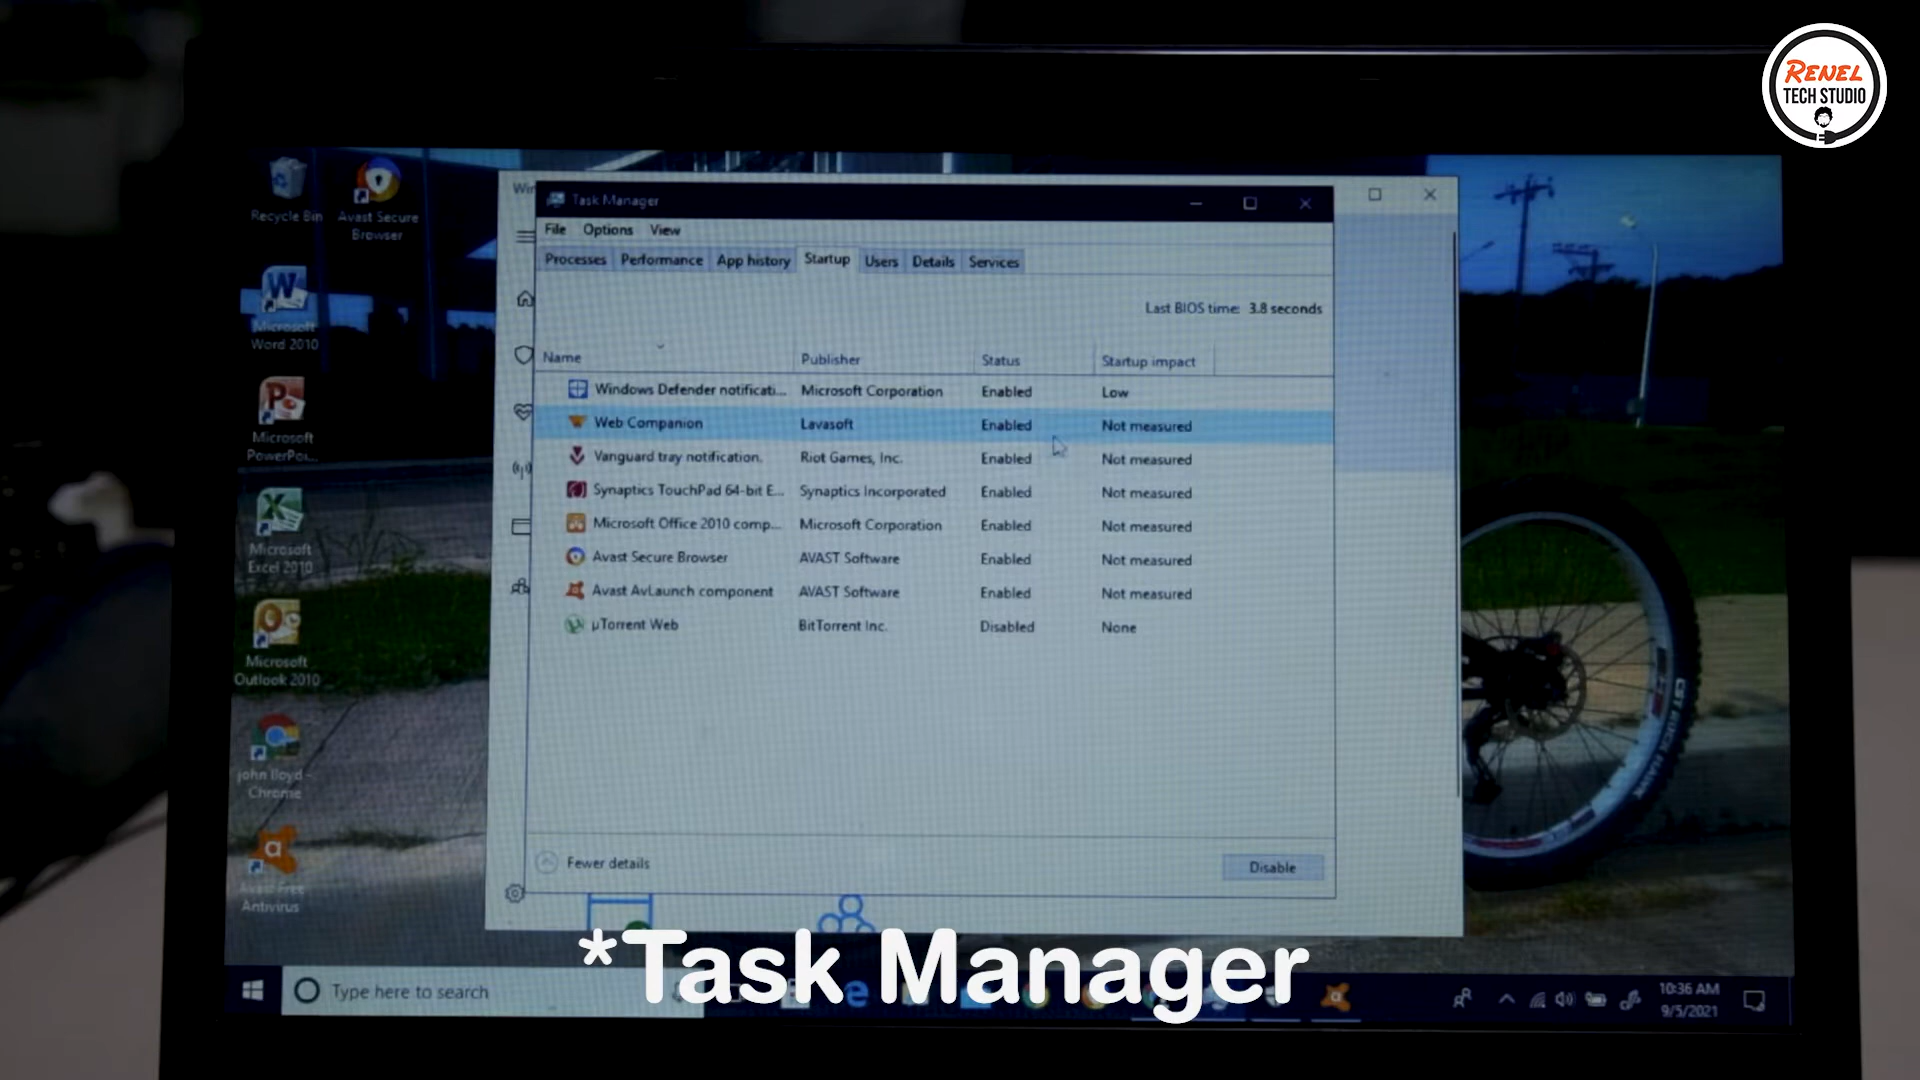 RENEL
TECH STUDIO
Recycle Bin
Avast Secure
Browser
Microsoft
Word 2010
Microsoft
PowerPoi...
Microsoft
Excel 2010
Microsoft
Outlook 2010
john lloyd -
Chrome
Avast Free
Antivirus
Win
Task Manager
File Options View
Processes Performance App history Startup Users Details Services
Last BIOS time: 3.8 seconds
Name Publisher Status Startup impact
Windows Defender notificati... Microsoft Corporation Enabled Low
Web Companion Lavasoft Enabled Not measured
Vanguard tray notification. Riot Games, Inc. Enabled Not measured
Synaptics TouchPad 64-bit E... Synaptics Incorporated Enabled Not measured
Microsoft Office 2010 comp... Microsoft Corporation Enabled Not measured
Avast Secure Browser AVAST Software Enabled Not measured
Avast AvLaunch component AVAST Software Enabled Not measured
µTorrent Web BitTorrent Inc. Disabled None
Fewer details Disable
*Task Manager
Type here to search
10:36 AM
9/5/2021